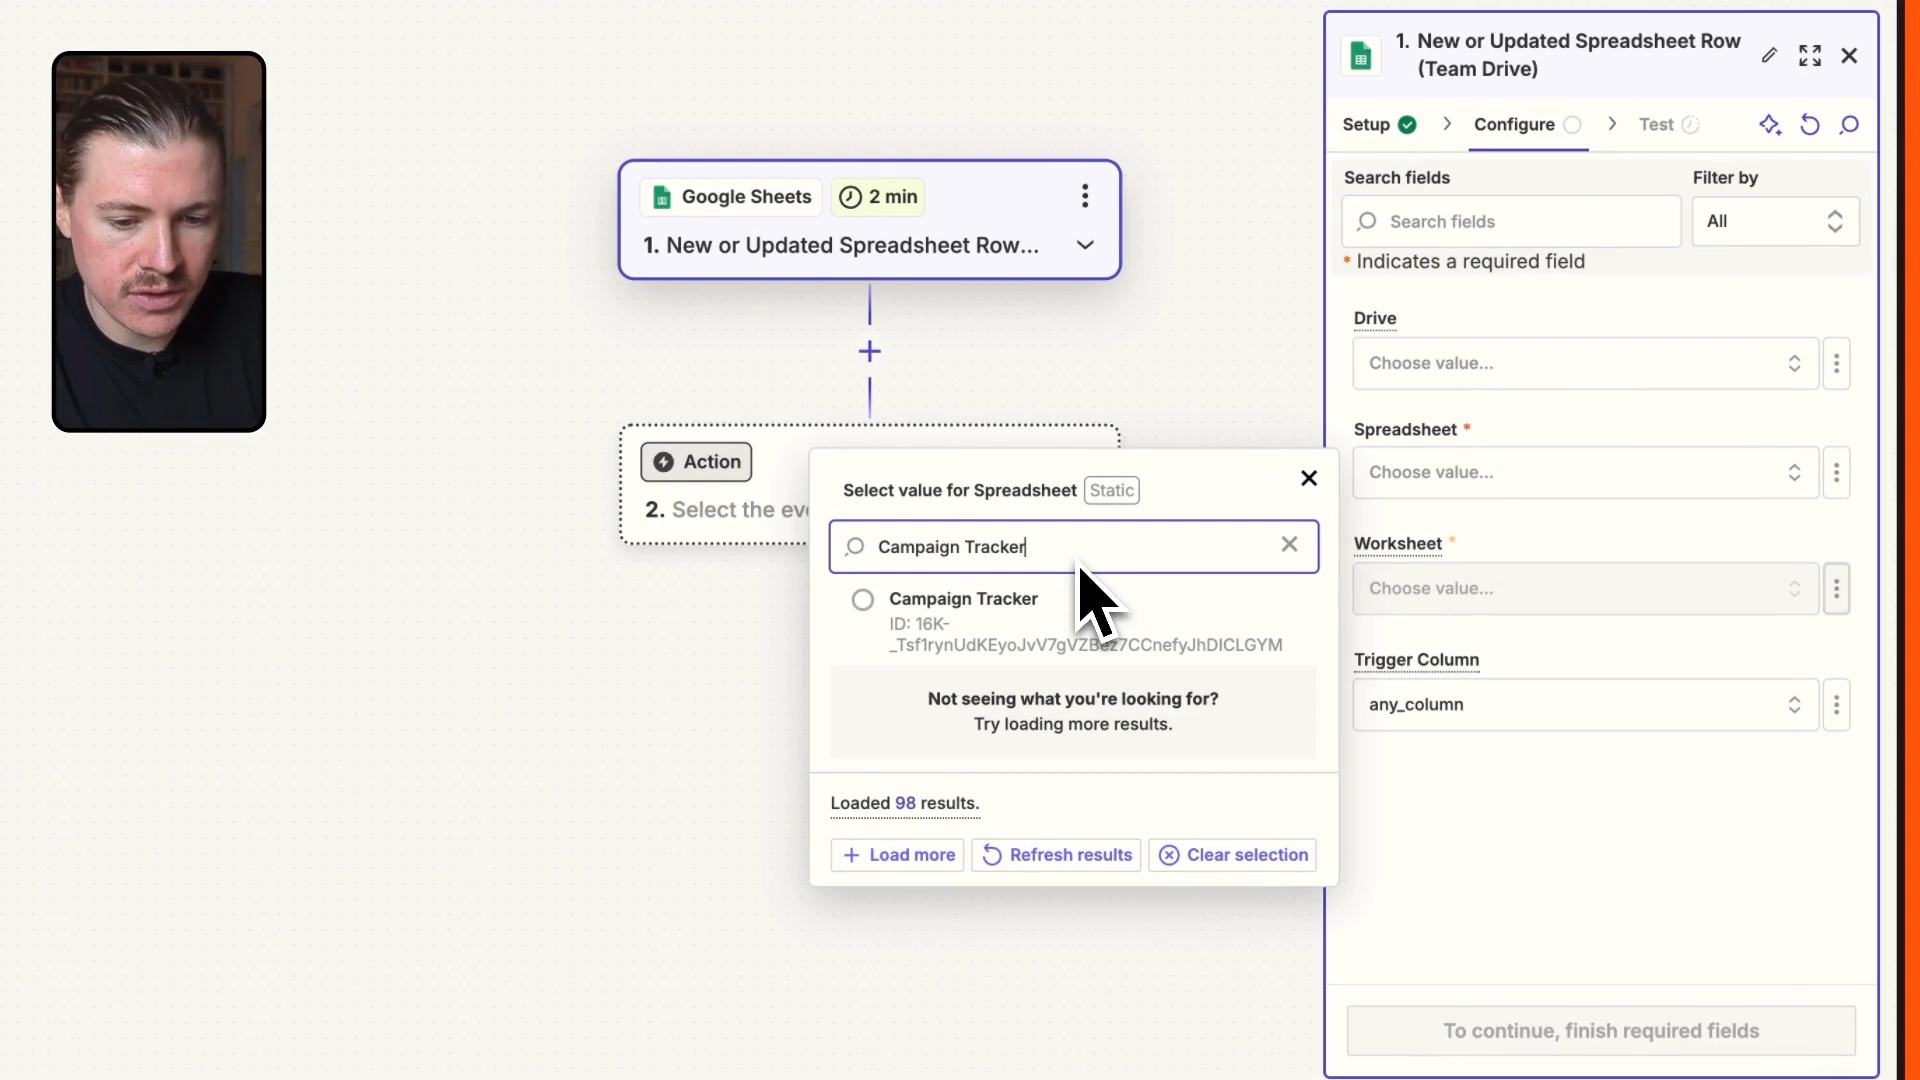 Google Sheets
2 min
1. New or Updated Spreadsheet Row...
Action
2. Select the eve
Select value for Spreadsheet Static
Campaign Tracker
Campaign Tracker
ID: 16K-
Not seeing what you're looking for?
Try loading more results.
Loaded 98 results.
Load more
Refresh results
Clear selection
1. New or Updated Spreadsheet Row
(Team Drive)
Setup
Configure
Test
Search fields
Filter by
Search fields
All
* Indicates a required field
Drive
Choose value...
Spreadsheet *
Choose value...
Worksheet *
Choose value...
Trigger Column
any_column
To continue, finish required fields